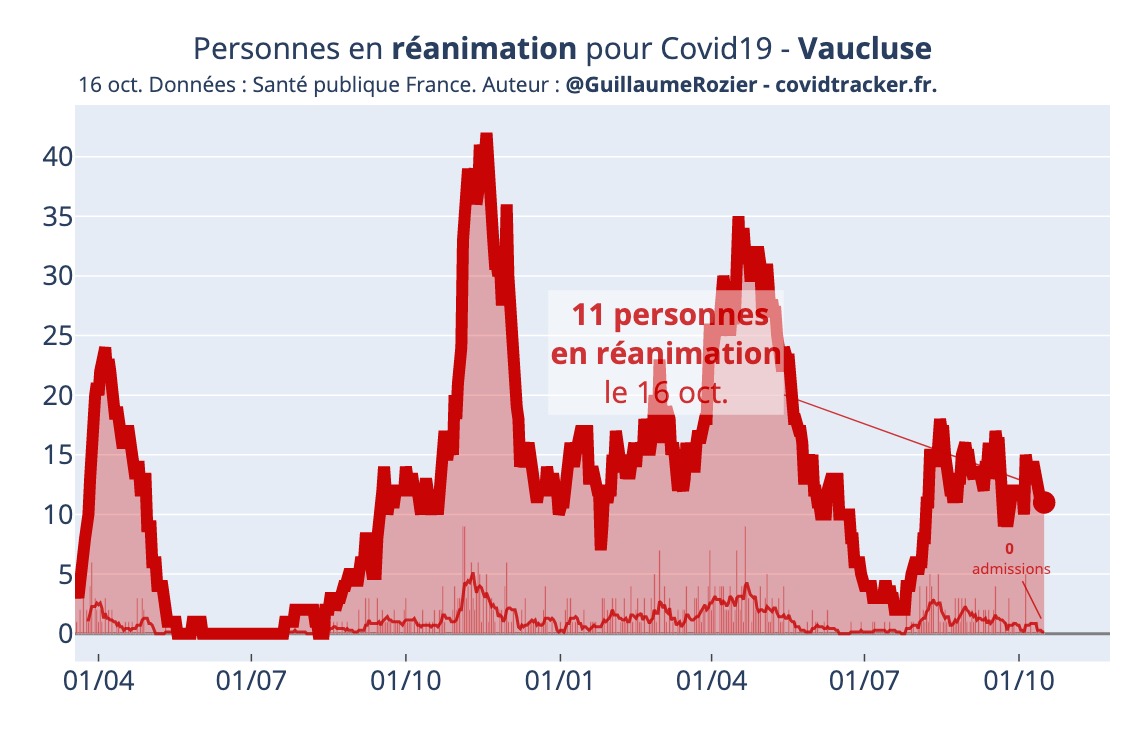 Personnes en réanimation pour Covid19 - Vaucluse
16 oct. Données : Santé publique France. Auteur : @GuillaumeRozier - covidtracker.fr.
40
35
30
25
20
15
10
5
0
11 personnes
en réanimation
le 16 oct.
0
admissions
01/04
01/07
01/10
01/01
01/04
01/07
01/10